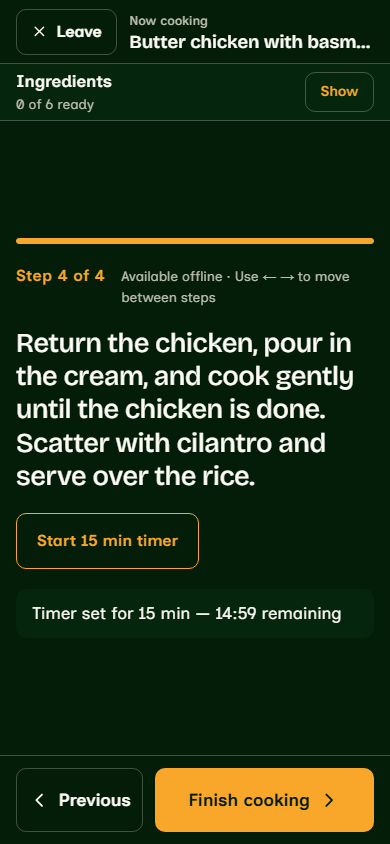 Leave
Now cooking
Butter chicken with basm...
Ingredients
0 of 6 ready
Show
Step 4 of 4
Available offline · Use ← → to move
between steps
Return the chicken, pour in
the cream, and cook gently
until the chicken is done.
Scatter with cilantro and
serve over the rice.
Start 15 min timer
Timer set for 15 min — 14:59 remaining
Previous
Finish cooking